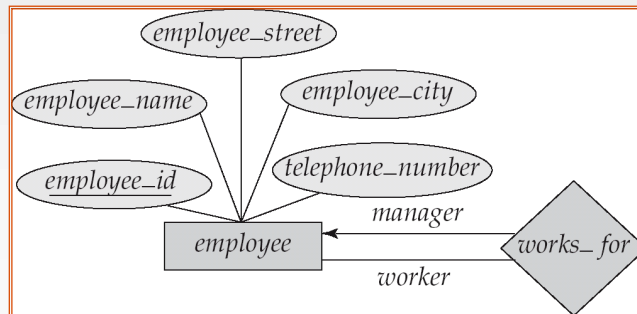 employee_street
employee_name
employee_city
employee_id
telephone_number
manager
employee
works_for
worker